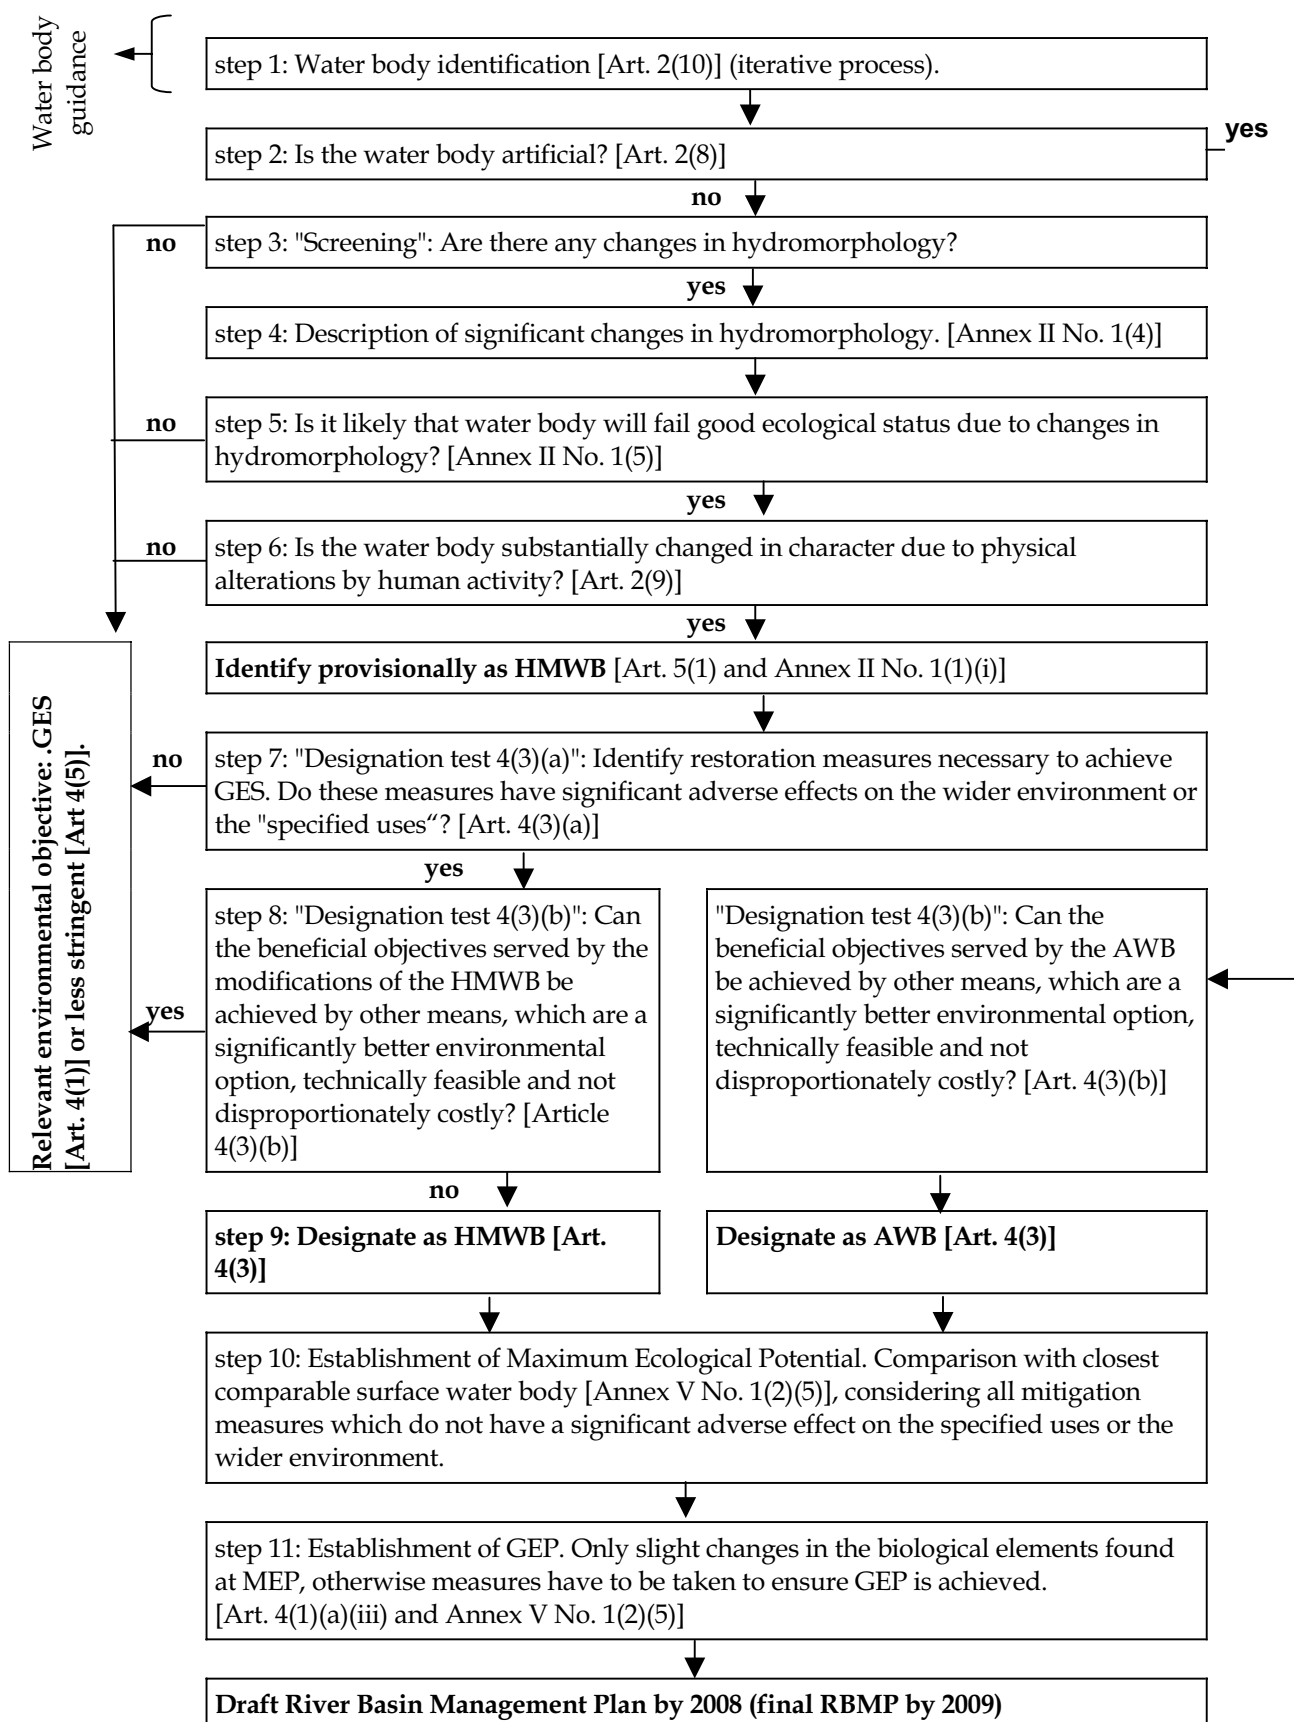 Water body
guidance
step 1: Water body identification [Art. 2(10)] (iterative process).
yes
step 2: Is the water body artificial? [Art. 2(8)]
no
no
step 3: "Screening": Are there any changes in hydromorphology?
yes
step 4: Description of significant changes in hydromorphology. [Annex II No. 1(4)]
no
step 5: Is it likely that water body will fail good ecological status due to changes in
hydromorphology? [Annex II No. 1(5)]
yes
no
step 6: Is the water body substantially changed in character due to physical
alterations by human activity? [Art. 2(9)]
yes
Identify provisionally as HMWB [Art. 5(1) and Annex II No. 1(1)(i)]
Relevant environmental objective: .GES
[Art. 4(1)] or less stringent [Art 4(5)].
no
step 7: "Designation test 4(3)(a)": Identify restoration measures necessary to achieve
GES. Do these measures have significant adverse effects on the wider environment or
the "specified uses“? [Art. 4(3)(a)]
yes
yes
step 8: "Designation test 4(3)(b)": Can
the beneficial objectives served by the
modifications of the HMWB be
achieved by other means, which are a
significantly better environmental
option, technically feasible and not
disproportionately costly? [Article
4(3)(b)]
"Designation test 4(3)(b)": Can the
beneficial objectives served by the AWB
be achieved by other means, which are a
significantly better environmental option,
technically feasible and not
disproportionately costly? [Art. 4(3)(b)]
no
step 9: Designate as HMWB [Art.
4(3)]
Designate as AWB [Art. 4(3)]
step 10: Establishment of Maximum Ecological Potential. Comparison with closest
comparable surface water body [Annex V No. 1(2)(5)], considering all mitigation
measures which do not have a significant adverse effect on the specified uses or the
wider environment.
step 11: Establishment of GEP. Only slight changes in the biological elements found
at MEP, otherwise measures have to be taken to ensure GEP is achieved.
[Art. 4(1)(a)(iii) and Annex V No. 1(2)(5)]
Draft River Basin Management Plan by 2008 (final RBMP by 2009)